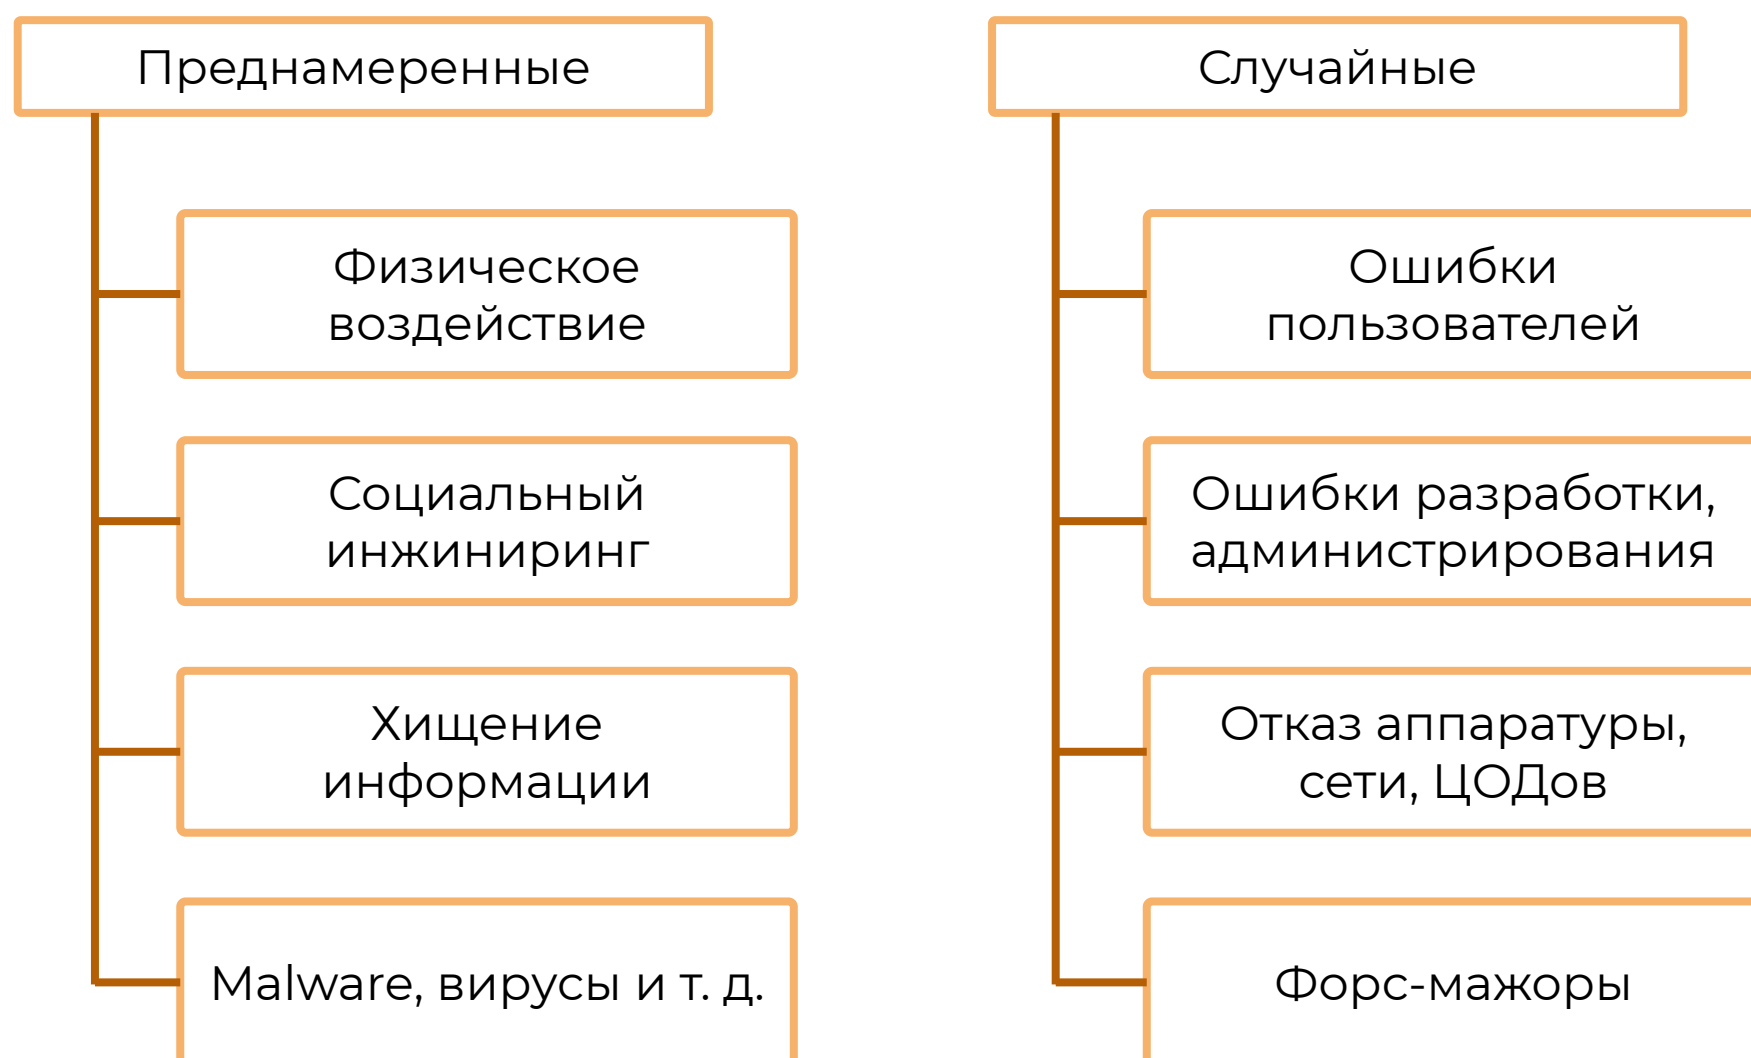 Преднамеренные
Физическое
воздействие
Социальный
инжиниринг
Хищение
информации
Malware, вирусы и т. д.
Случайные
Ошибки
пользователей
Ошибки разработки,
администрирования
Отказ аппаратуры,
сети, ЦОДов
Форс-мажоры